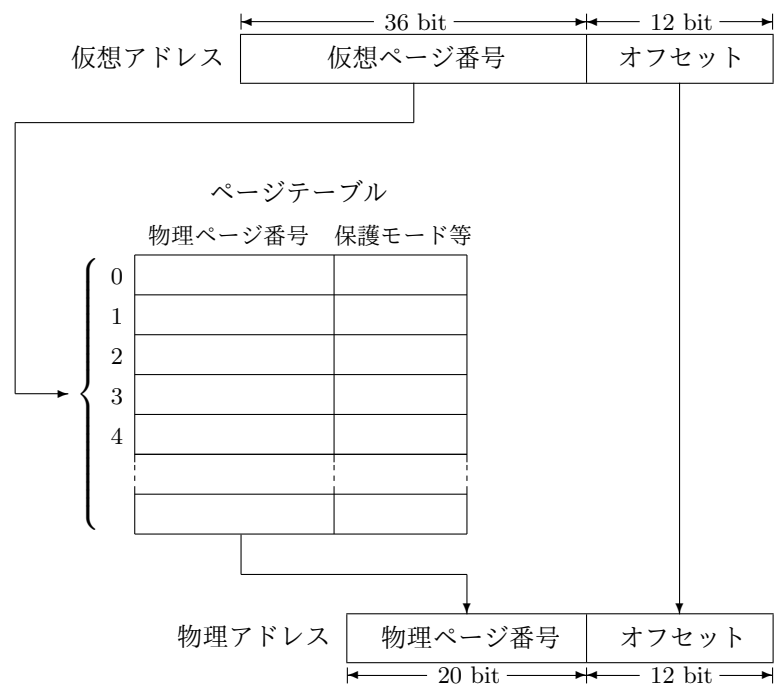 36 bit 12 bit
仮想アドレス 仮想ページ番号 オフセット
ページテーブル
物理ページ番号 保護モード等
0
1
2
3
4
物理アドレス 物理ページ番号 オフセット
20 bit 12 bit